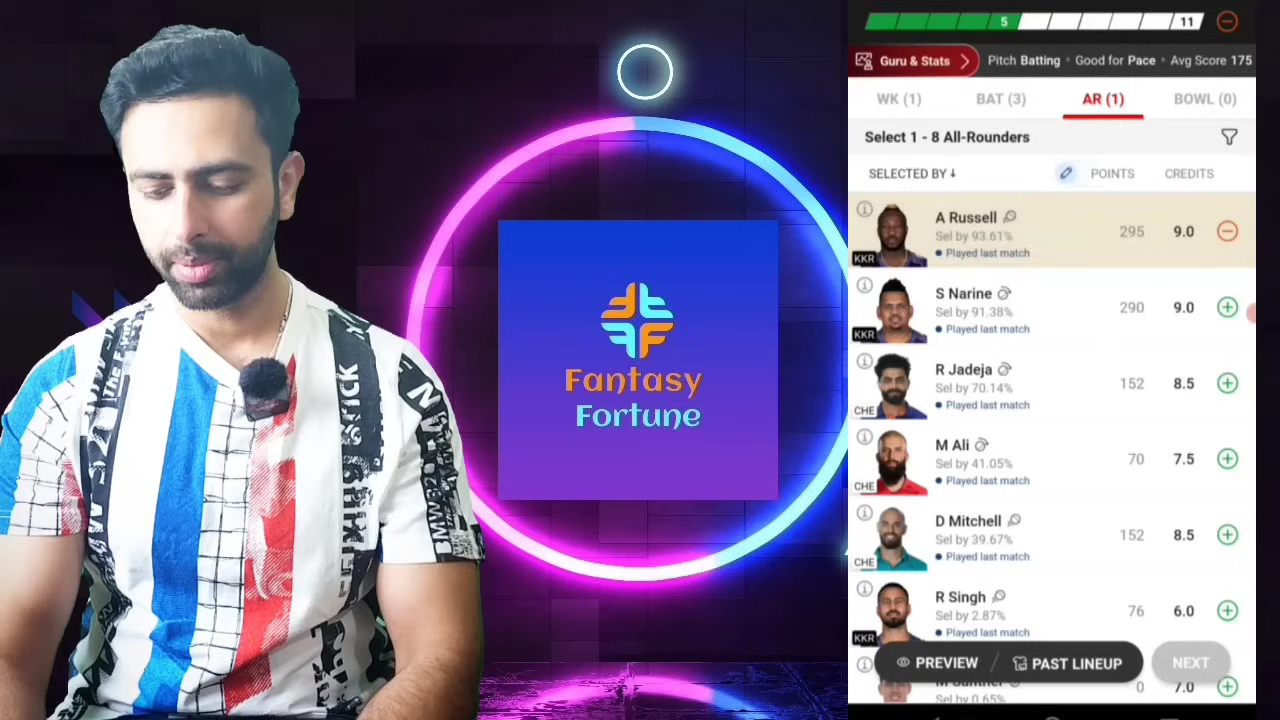 5
11
Guru & Stats
Pitch Batting • Good for Pace • Avg Score 175
WK (1)
BAT (3)
AR (1)
BOWL (0)
Select 1 - 8 All-Rounders
SELECTED BY ↓
POINTS
CREDITS
A Russell
Sel by 93.61%
Played last match
KKR
295
9.0
S Narine
Sel by 91.38%
Played last match
KKR
290
9.0
R Jadeja
Sel by 70.14%
Played last match
CHE
152
8.5
M Ali
Sel by 41.05%
Played last match
CHE
70
7.5
D Mitchell
Sel by 39.67%
Played last match
CHE
152
8.5
R Singh
Sel by 2.87%
Played last match
KKR
76
6.0
PREVIEW / PAST LINEUP
NEXT
Sel by 0.65%
0
7.0
Fantasy
Fortune